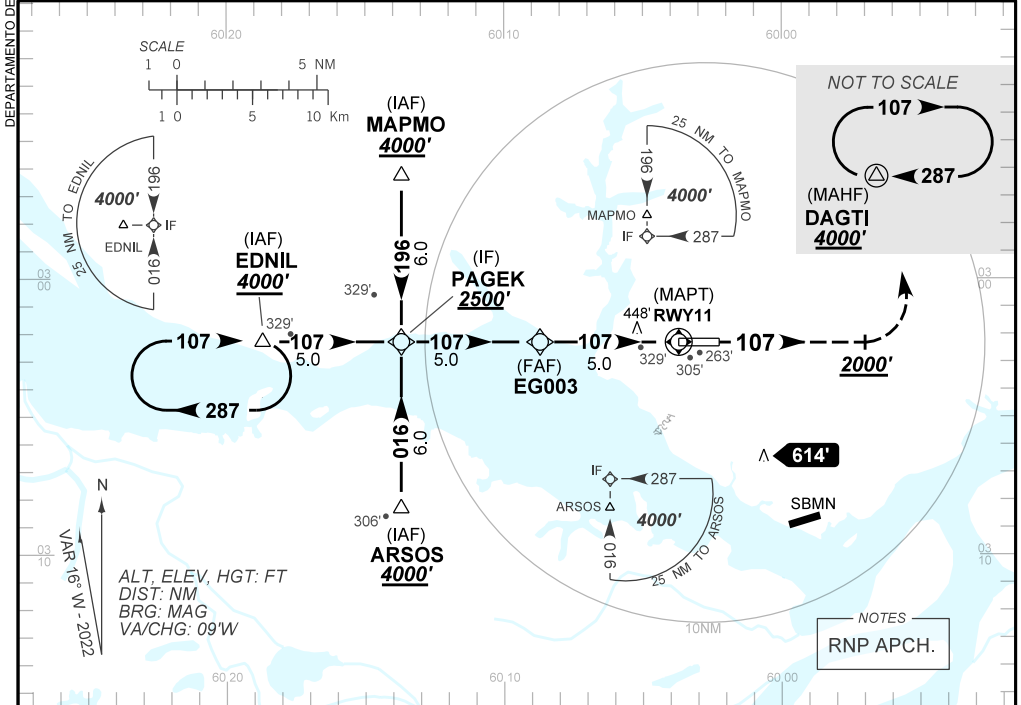 DEPARTAMENTO DE
60 20
60 10
60 00
SCALE
1 0 5 NM
1 0 5 10 Km
(IAF)
MAPMO
4000'
NOT TO SCALE
107
287
(MAHF)
DAGTI
4000'
25 NM TO EDNIL
196
4000'
IF
EDNIL
016
25 NM TO MAPMO
196
4000'
MAPMO
IF
287
(IAF)
EDNIL
4000'
196
6.0
(IF)
PAGEK
2500'
03
00
03
00
329'
329'
(MAPT)
RWY11
448'
107
107
5.0
107
5.0
107
5.0
329'
305'
263'
107
2000'
(FAF)
EG003
287
016
6.0
614'
IF
287
ARSOS
4000'
016
25 NM TO ARSOS
SBMN
306'
(IAF)
ARSOS
4000'
N
VAR 16° W - 2022
03
10
03
10
ALT, ELEV, HGT: FT
DIST: NM
BRG: MAG
VA/CHG: 09'W
10NM
NOTES
RNP APCH.
60 20
60 10
60 00